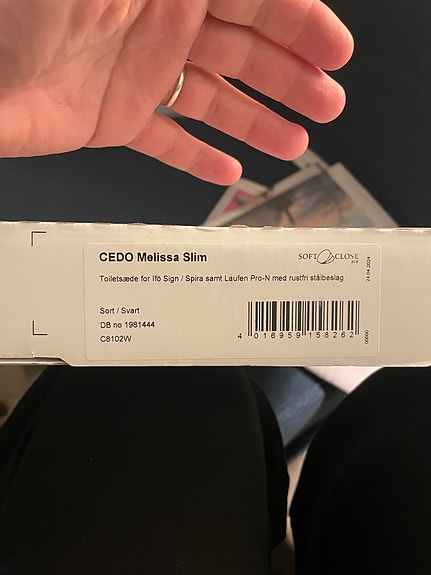 CEDO Melissa Slim
SOFT CLOSE
Toiletsæde for Ifö Sign / Spira samt Laufen Pro-N med rustfri stålbeslag
24.04.2024
Sort / Svart
DB no 1981444
C8102W
4 016959 158262
00000